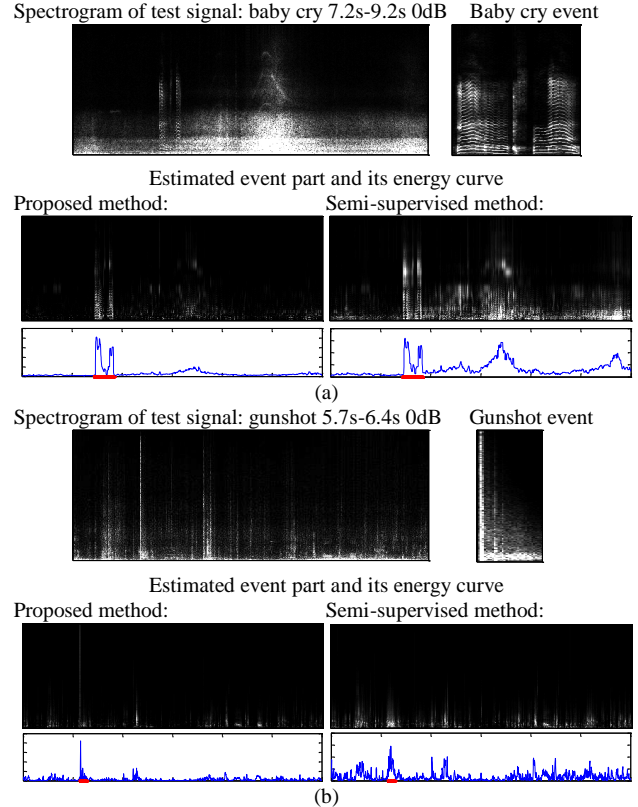 Spectrogram of test signal: baby cry 7.2s-9.2s 0dB Baby cry event
Estimated event part and its energy curve
Proposed method: Semi-supervised method:
(a)
Spectrogram of test signal: gunshot 5.7s-6.4s 0dB Gunshot event
Estimated event part and its energy curve
Proposed method: Semi-supervised method:
(b)